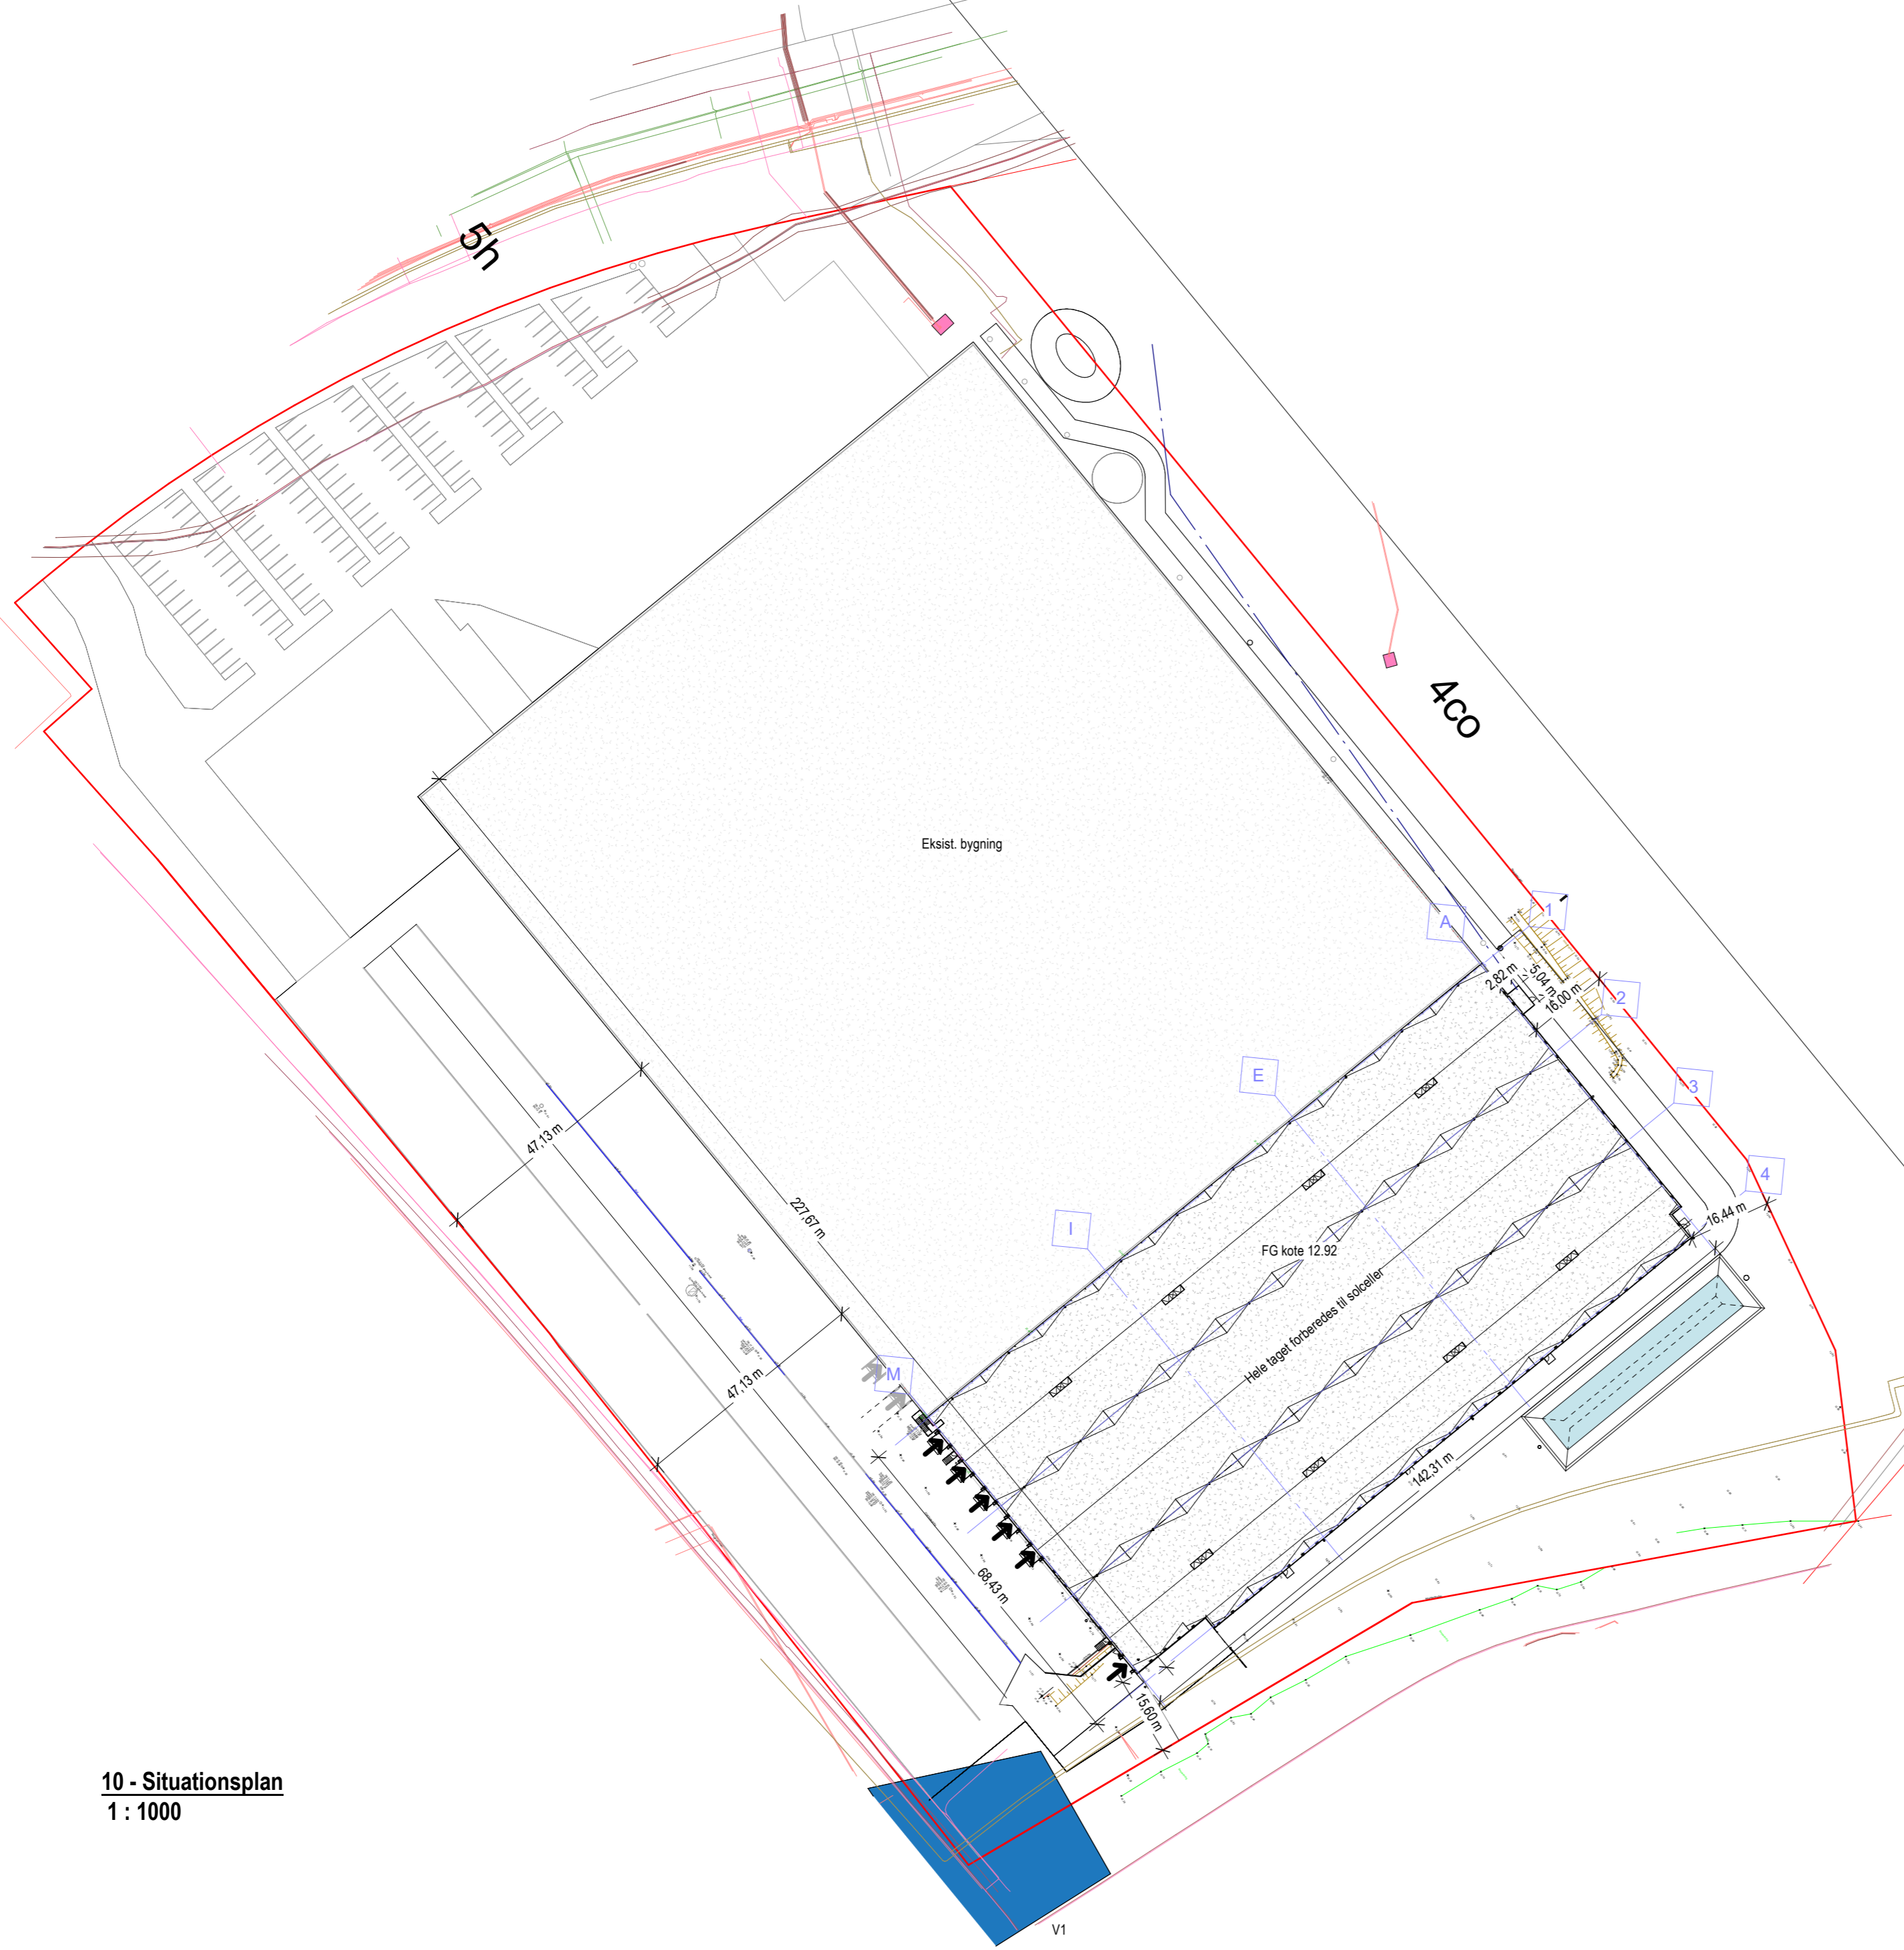 5h
4co
Eksist. bygning
A
1
2,82 m
5,04 m
16,00 m
2
E
3
47,13 m
4
227,67 m
I
16,44 m
FG kote 12.92
Hele taget forberedes til solceller
M
47,13 m
142,31 m
68,43 m
15,60 m
10 - Situationsplan
1 : 1000
V1